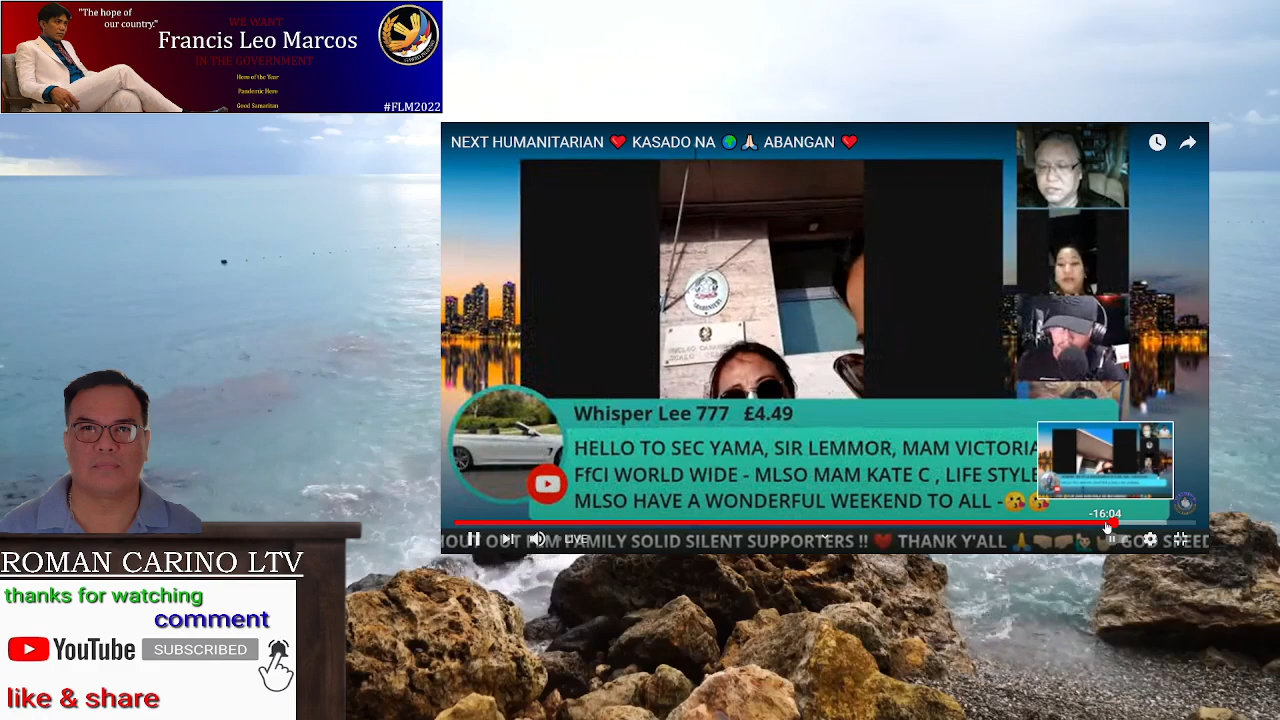 "The hope of
our country."
WE WANT
Francis Leo Marcos
IN THE GOVERNMENT
Hero of the Year
Pandemic Hero
Good Samaritan
#FLM2022
NEXT HUMANITARIAN ❤️ KASADO NA 🌍 🙏🏻 ABANGAN ❤️
Whisper Lee 777 £4.49
HELLO TO SEC YAMA, SIR LEMMOR, MAM VICTORIA
FfCI WORLD WIDE - MLSO MAM KATE C , LIFE STYLE
MLSO HAVE A WONDERFUL WEEKEND TO ALL -😘😘
-16:04
LIVE
FAMILY SOLID SILENT SUPPORTERS !! ❤️ THANK Y'ALL
ROMAN CARINO LTV
thanks for watching
comment
YouTube SUBSCRIBED
like & share